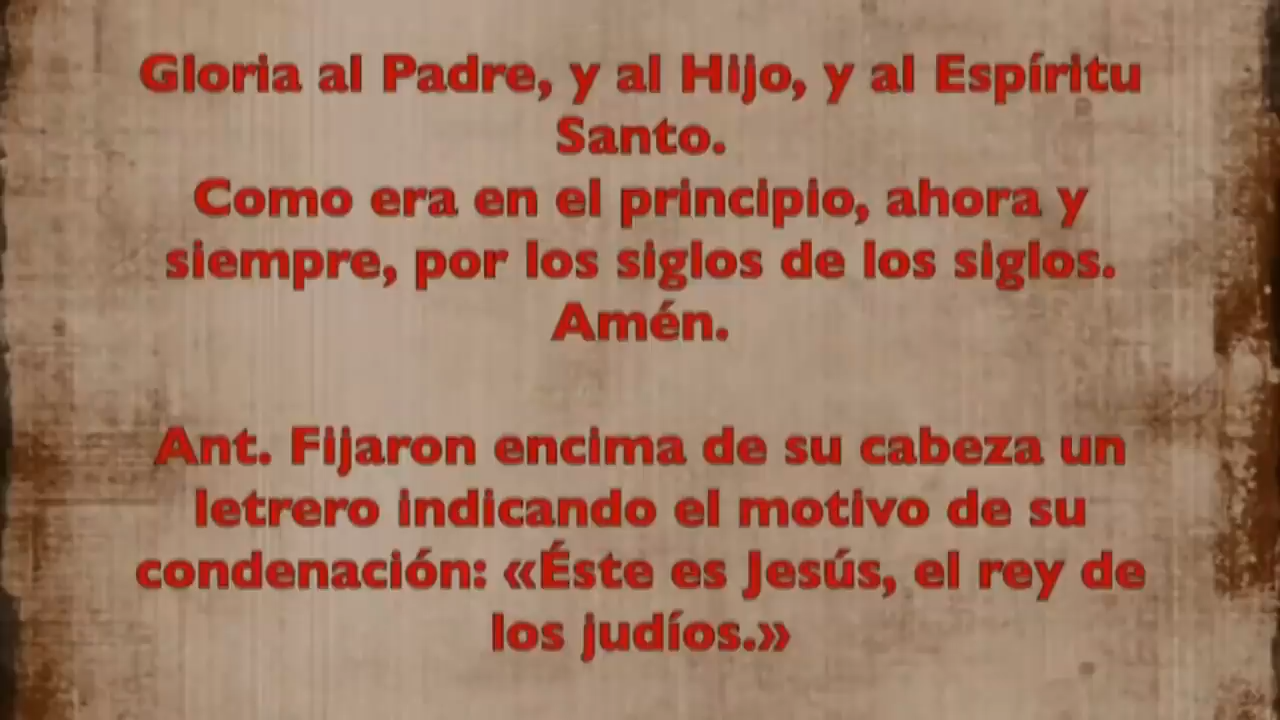 Gloria al Padre, y al Hijo, y al Espíritu
Santo.
Como era en el principio, ahora y
siempre, por los siglos de los siglos.
Amén.
Ant. Fijaron encima de su cabeza un
letrero indicando el motivo de su
condenación: «Éste es Jesús, el rey de
los judíos.»